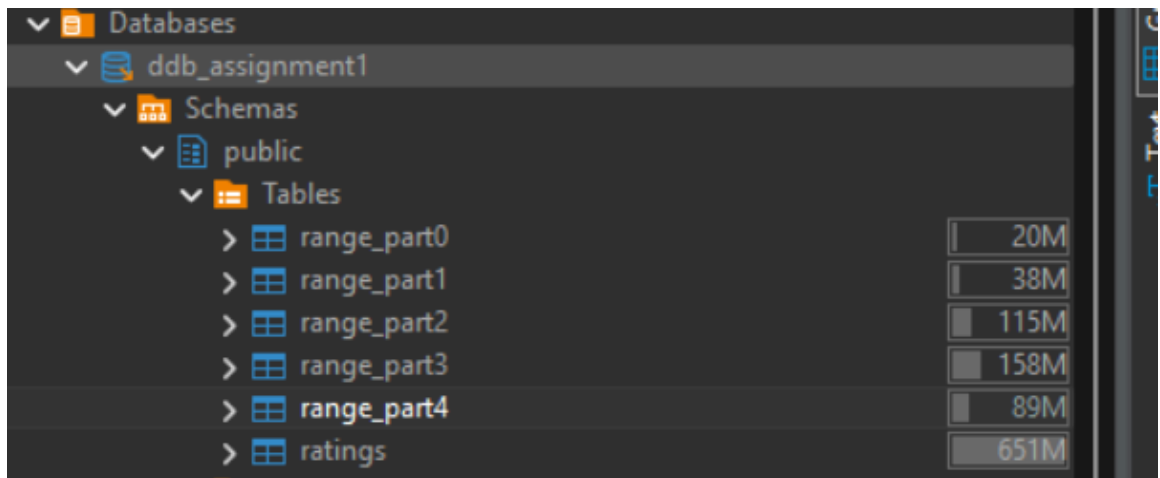 Databases
ddb_assignment1
Schemas
public
Tables
range_part0 20M
range_part1 38M
range_part2 115M
range_part3 158M
range_part4 89M
ratings 651M